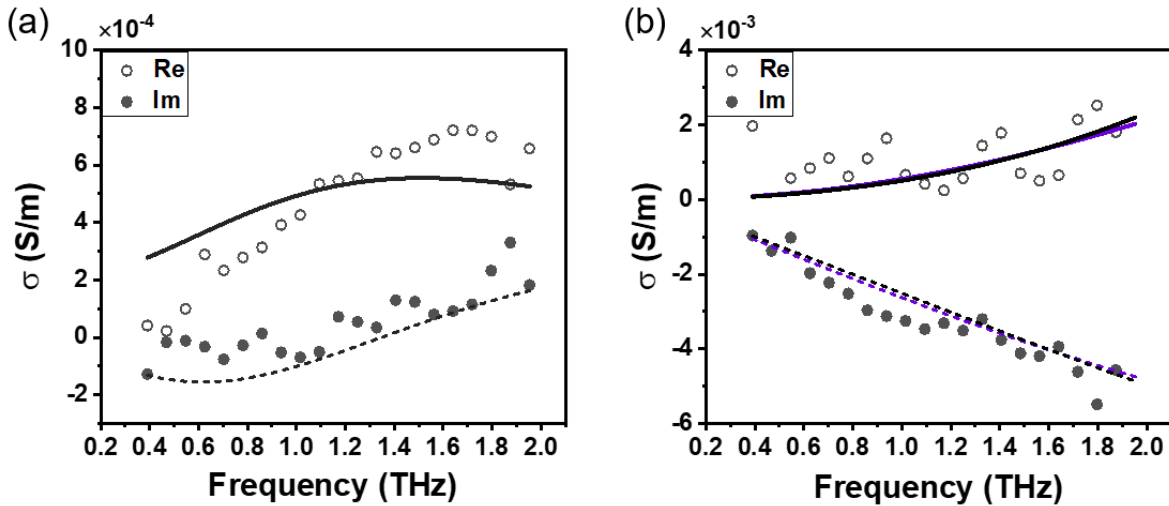 (a)
×10⁻⁴
10
8
6
4
2
0
-2
σ (S/m)
Re
Im
0.2 0.4 0.6 0.8 1.0 1.2 1.4 1.6 1.8 2.0
Frequency (THz)
(b)
×10⁻³
4
2
0
-2
-4
-6
σ (S/m)
Re
Im
0.2 0.4 0.6 0.8 1.0 1.2 1.4 1.6 1.8 2.0
Frequency (THz)